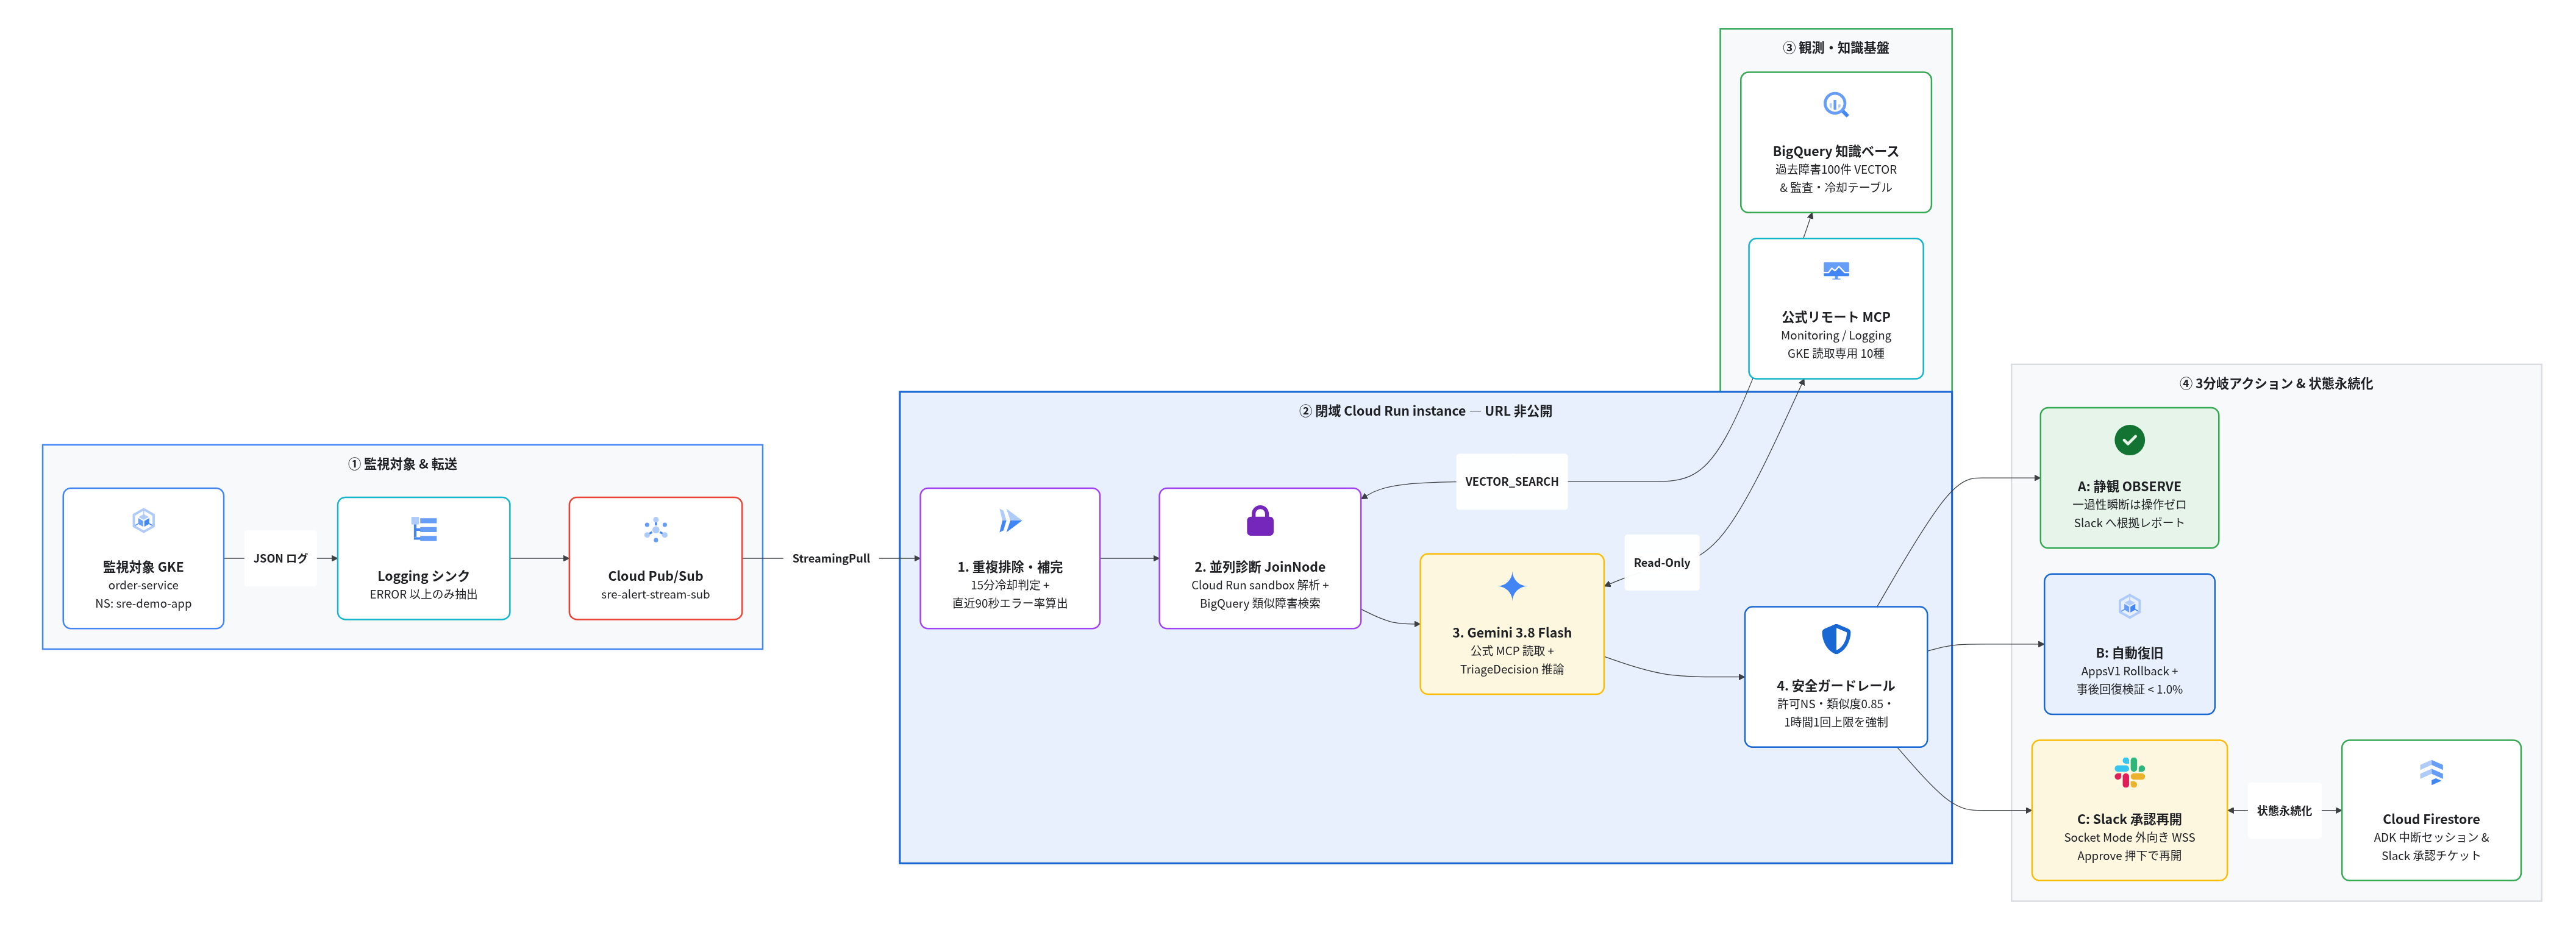 ① 監視対象 & 転送
監視対象 GKE
order-service
NS: sre-demo-app
JSON ログ
Logging シンク
ERROR 以上のみ抽出
Cloud Pub/Sub
sre-alert-stream-sub
StreamingPull
② 閉域 Cloud Run instance — URL 非公開
1. 重複排除・補完
15分冷却判定 +
直近90秒エラー率算出
2. 並列診断 JoinNode
Cloud Run sandbox 解析 +
BigQuery 類似障害検索
VECTOR_SEARCH
Read-Only
3. Gemini 3.8 Flash
公式 MCP 読取 +
TriageDecision 推論
4. 安全ガードレール
許可NS・類似度0.85・
1時間1回上限を強制
③ 観測・知識基盤
BigQuery 知識ベース
過去障害100件 VECTOR
& 監査・冷却テーブル
公式リモート MCP
Monitoring / Logging
GKE 読取専用 10種
④ 3分岐アクション & 状態永続化
A: 静観 OBSERVE
一過性瞬断は操作ゼロ
Slack へ根拠レポート
B: 自動復旧
AppsV1 Rollback +
事後回復検証 < 1.0%
C: Slack 承認再開
Socket Mode 外向き WSS
Approve 押下で再開
状態永続化
Cloud Firestore
ADK 中断セッション &
Slack 承認チケット